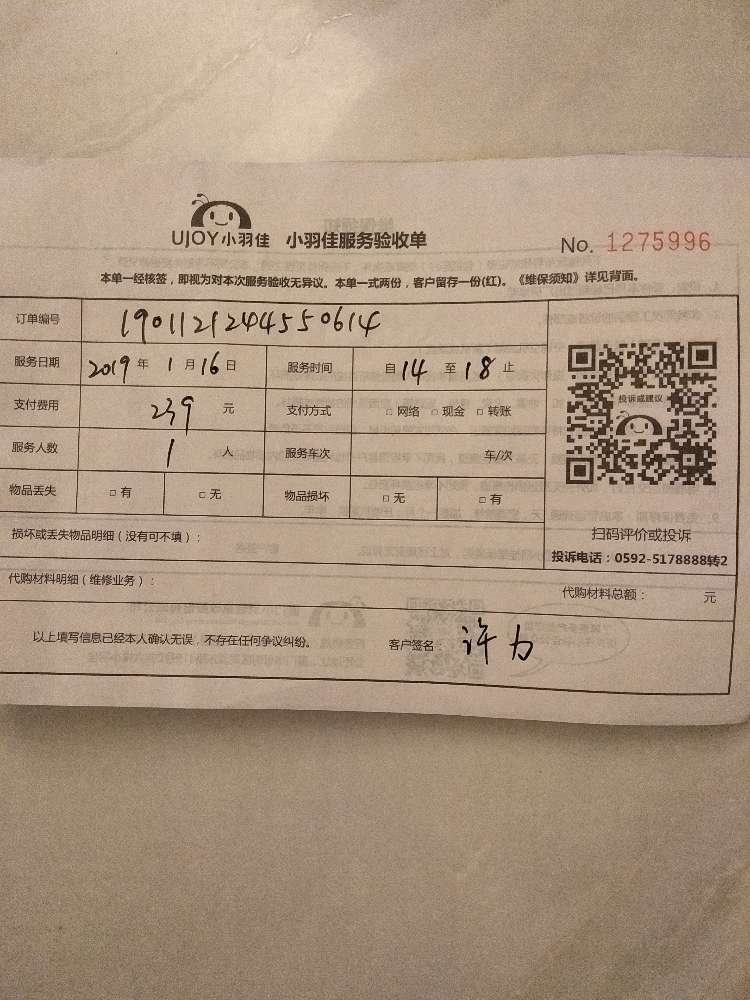 UJOY小羽佳 小羽佳服务验收单 No. 1275996
本单一经核签，即视为对本次服务验收无异议。本单一式两份，客户留存一份(红)。《维保须知》详见背面。
订单编号 1901121244550614
服务日期 2019 年 1 月 16 日 服务时间 自 14 至 18 止
投诉或建议
支付费用 239 元 支付方式 □ 网络 □ 现金 □ 转账
服务人数 1 人 服务车次 车/次
物品丢失 □ 有 □ 无 物品损坏 □ 无 □ 有
扫码评价或投诉
损坏或丢失物品明细（没有可不填）：
投诉电话：0592-5178888转2
代购材料明细（维修业务）： 代购材料总额： 元
以上填写信息已经本人确认无误，不存在任何争议纠纷。 客户签名： 许力